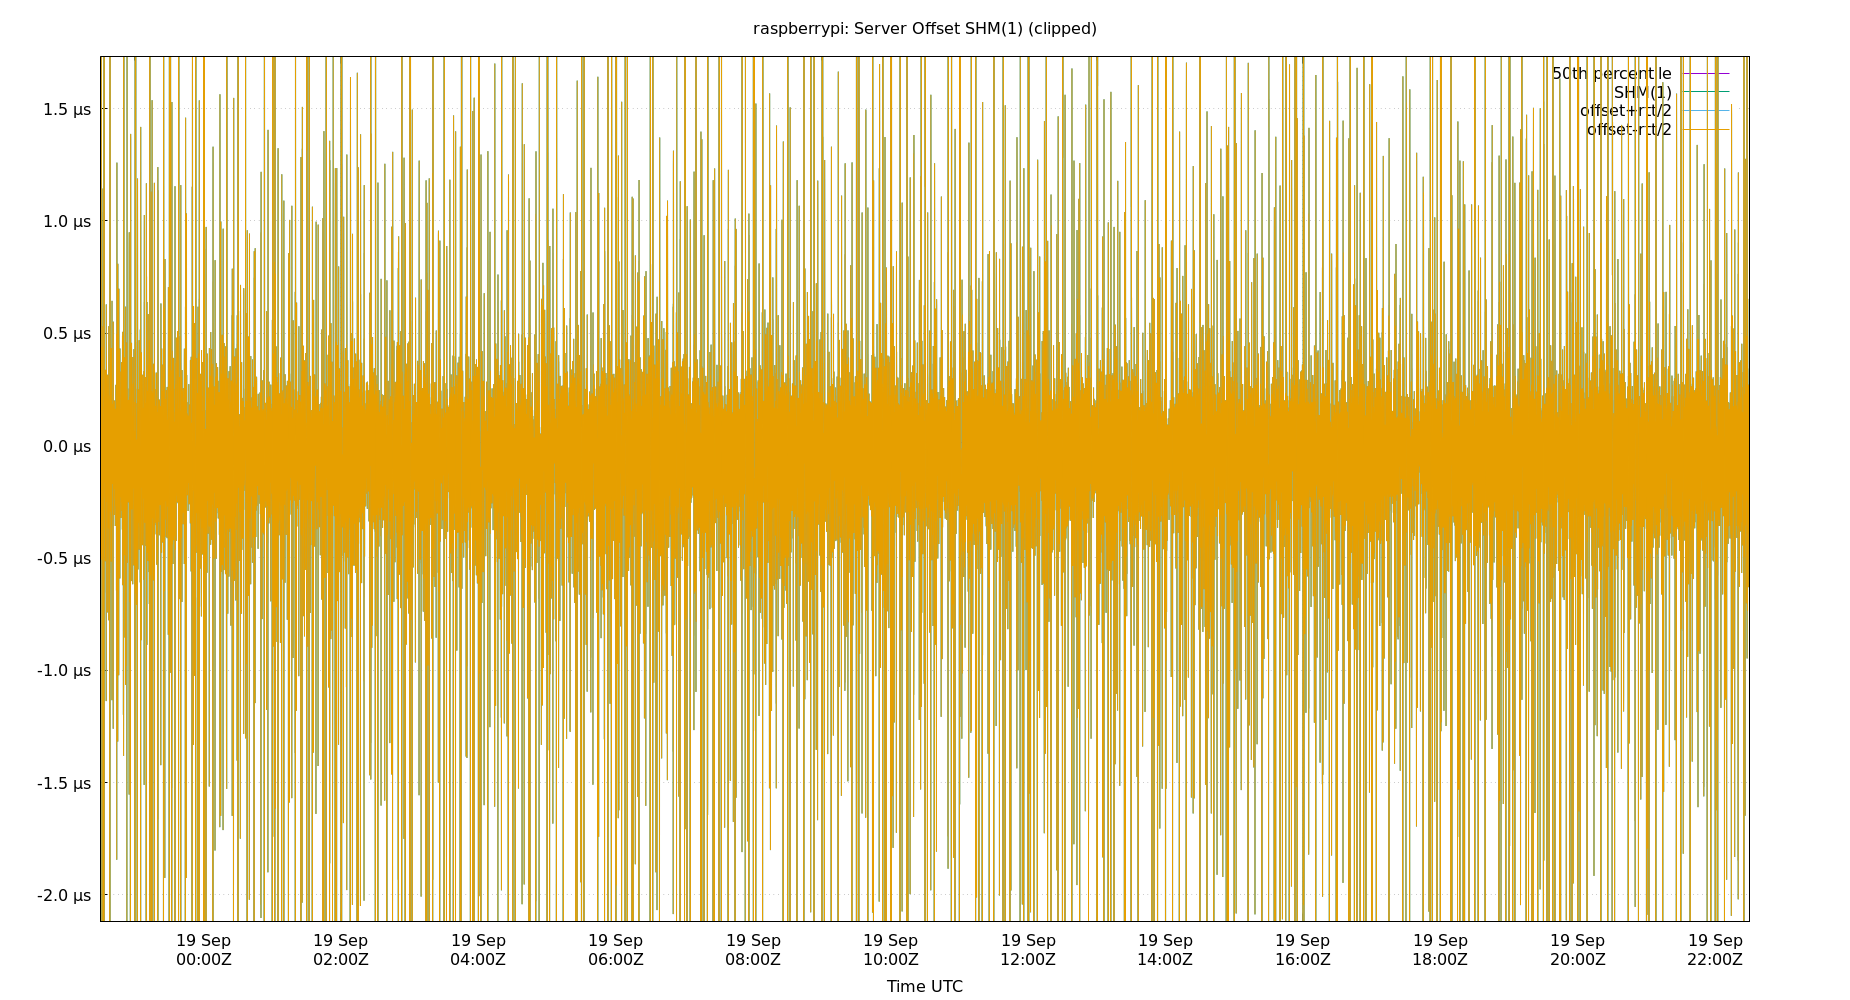 raspberrypi: Server Offset SHM(1) (clipped)
50th percentile
SHM(1)
offset+rtt/2
offset-rtt/2
1.5 µs
1.0 µs
0.5 µs
0.0 µs
-0.5 µs
-1.0 µs
-1.5 µs
-2.0 µs
19 Sep 19 Sep 19 Sep 19 Sep 19 Sep 19 Sep 19 Sep 19 Sep 19 Sep 19 Sep 19 Sep 19 Sep
00:00Z 02:00Z 04:00Z 06:00Z 08:00Z 10:00Z 12:00Z 14:00Z 16:00Z 18:00Z 20:00Z 22:00Z
Time UTC